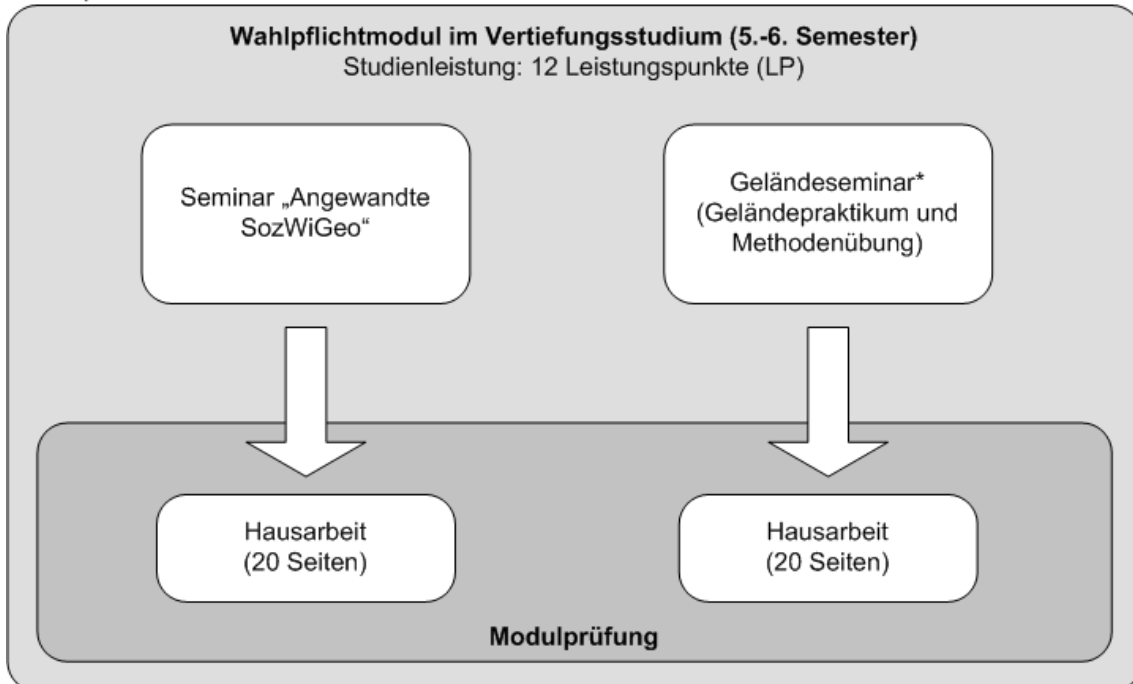 Wahlpflichtmodul im Vertiefungsstudium (5.-6. Semester)
Studienleistung: 12 Leistungspunkte (LP)
Seminar „Angewandte
SozWiGeo“
Geländeseminar*
(Geländepraktikum und
Methodenübung)
Hausarbeit
(20 Seiten)
Hausarbeit
(20 Seiten)
Modulprüfung